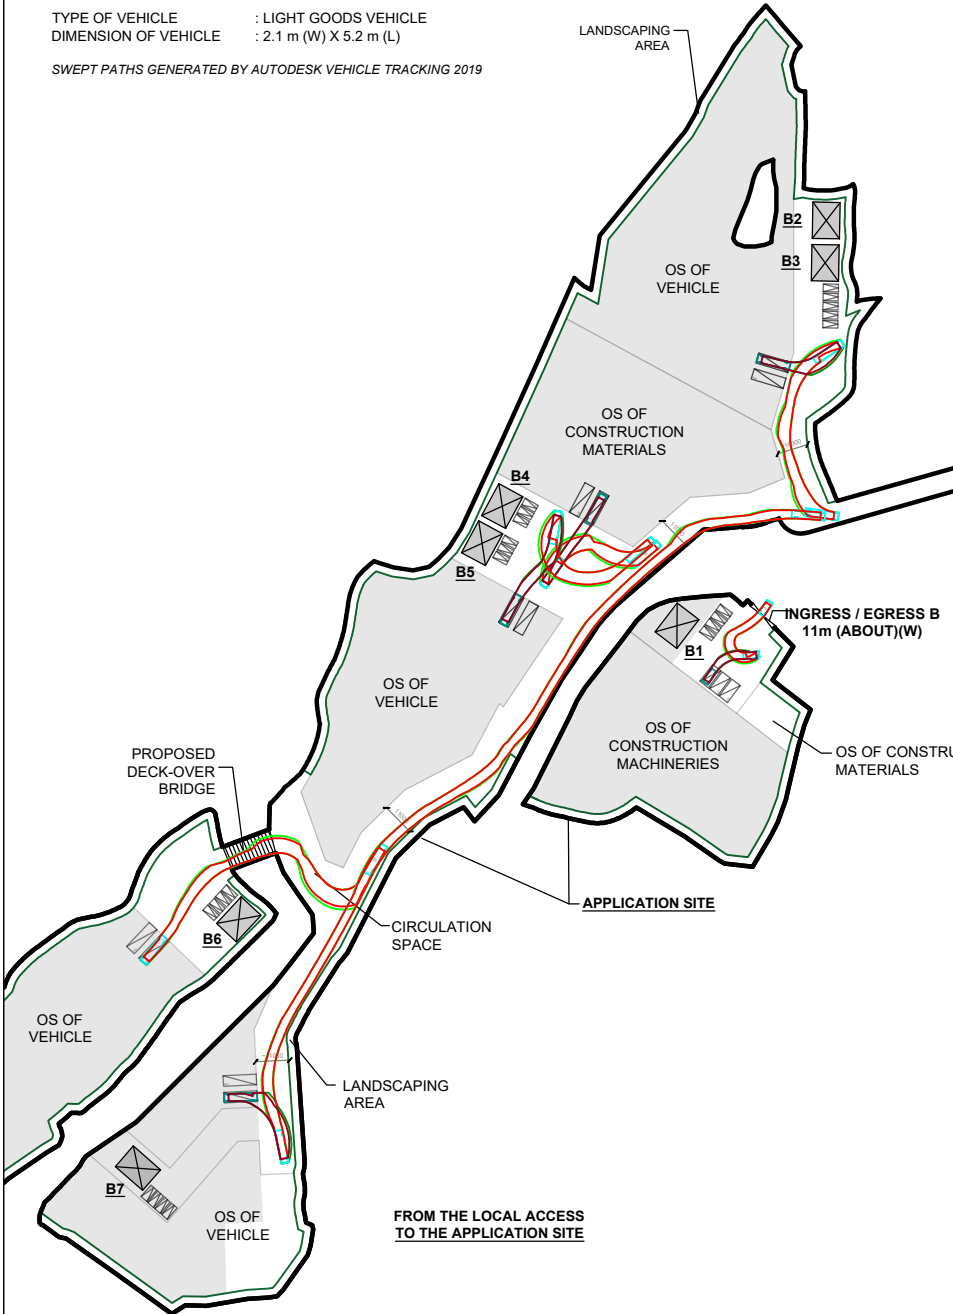 TYPE OF VEHICLE : LIGHT GOODS VEHICLE
DIMENSION OF VEHICLE : 2.1 m (W) X 5.2 m (L)
SWEPT PATHS GENERATED BY AUTODESK VEHICLE TRACKING 2019
LANDSCAPING
AREA
B2
B3
OS OF
VEHICLE
OS OF
CONSTRUCTION
MATERIALS
B4
B5
INGRESS / EGRESS B
11m (ABOUT)(W)
B1
OS OF
VEHICLE
OS OF
CONSTRUCTION
MACHINERIES
OS OF CONSTRU
MATERIALS
PROPOSED
DECK-OVER
BRIDGE
APPLICATION SITE
CIRCULATION
SPACE
B6
OS OF
VEHICLE
LANDSCAPING
AREA
B7
OS OF
VEHICLE
FROM THE LOCAL ACCESS
TO THE APPLICATION SITE